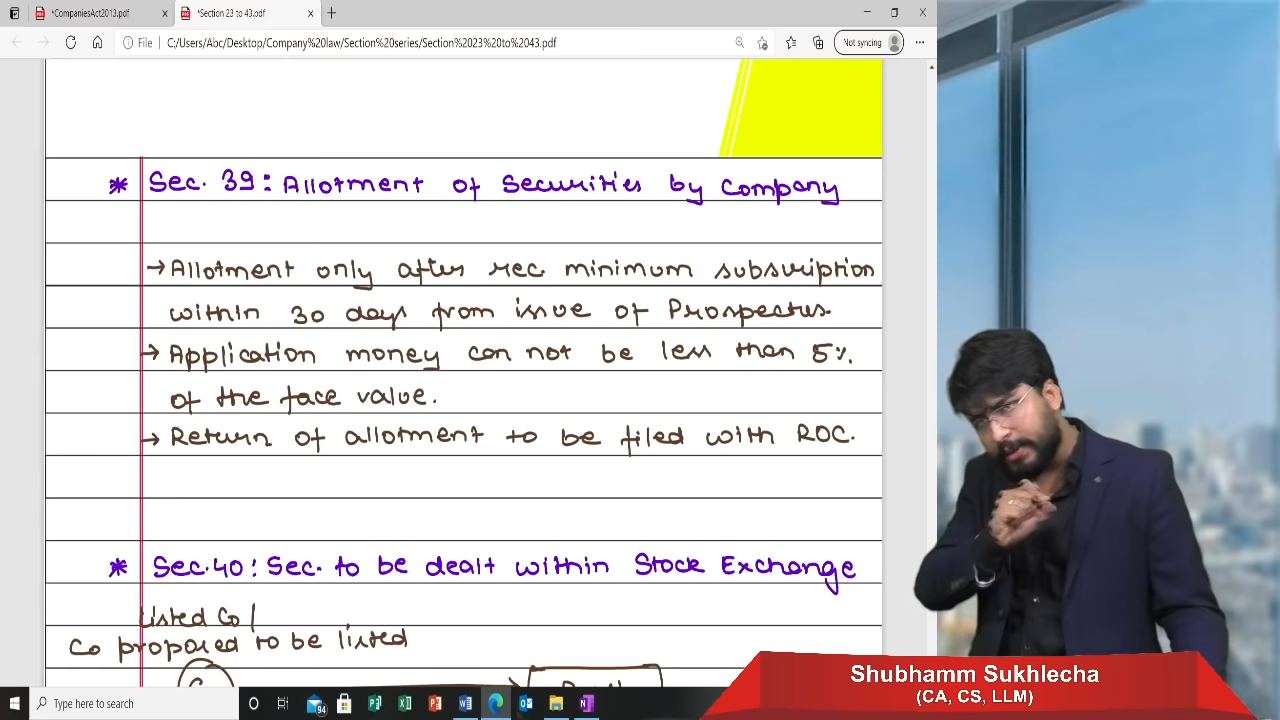 *CompaniesAct2013.pdf
*Section 23 to 43.pdf
File
C:/Users/Abc/Desktop/Company%20law/Section%20series/Section%2023%20to%2043.pdf
Not syncing
* Sec. 39: Allotment of Securities by Company
→ Allotment only after rec. minimum subscription
within 30 days from issue of Prospectus.
→ Application money can not be less than 5%
of the face value.
→ Return of allotment to be filed with ROC.
* Sec.40: Sec. to be dealt within Stock Exchange
Listed Co/
Co proposed to be listed
Shubhamm Sukhlecha
(CA, CS, LLM)
Type here to search
94